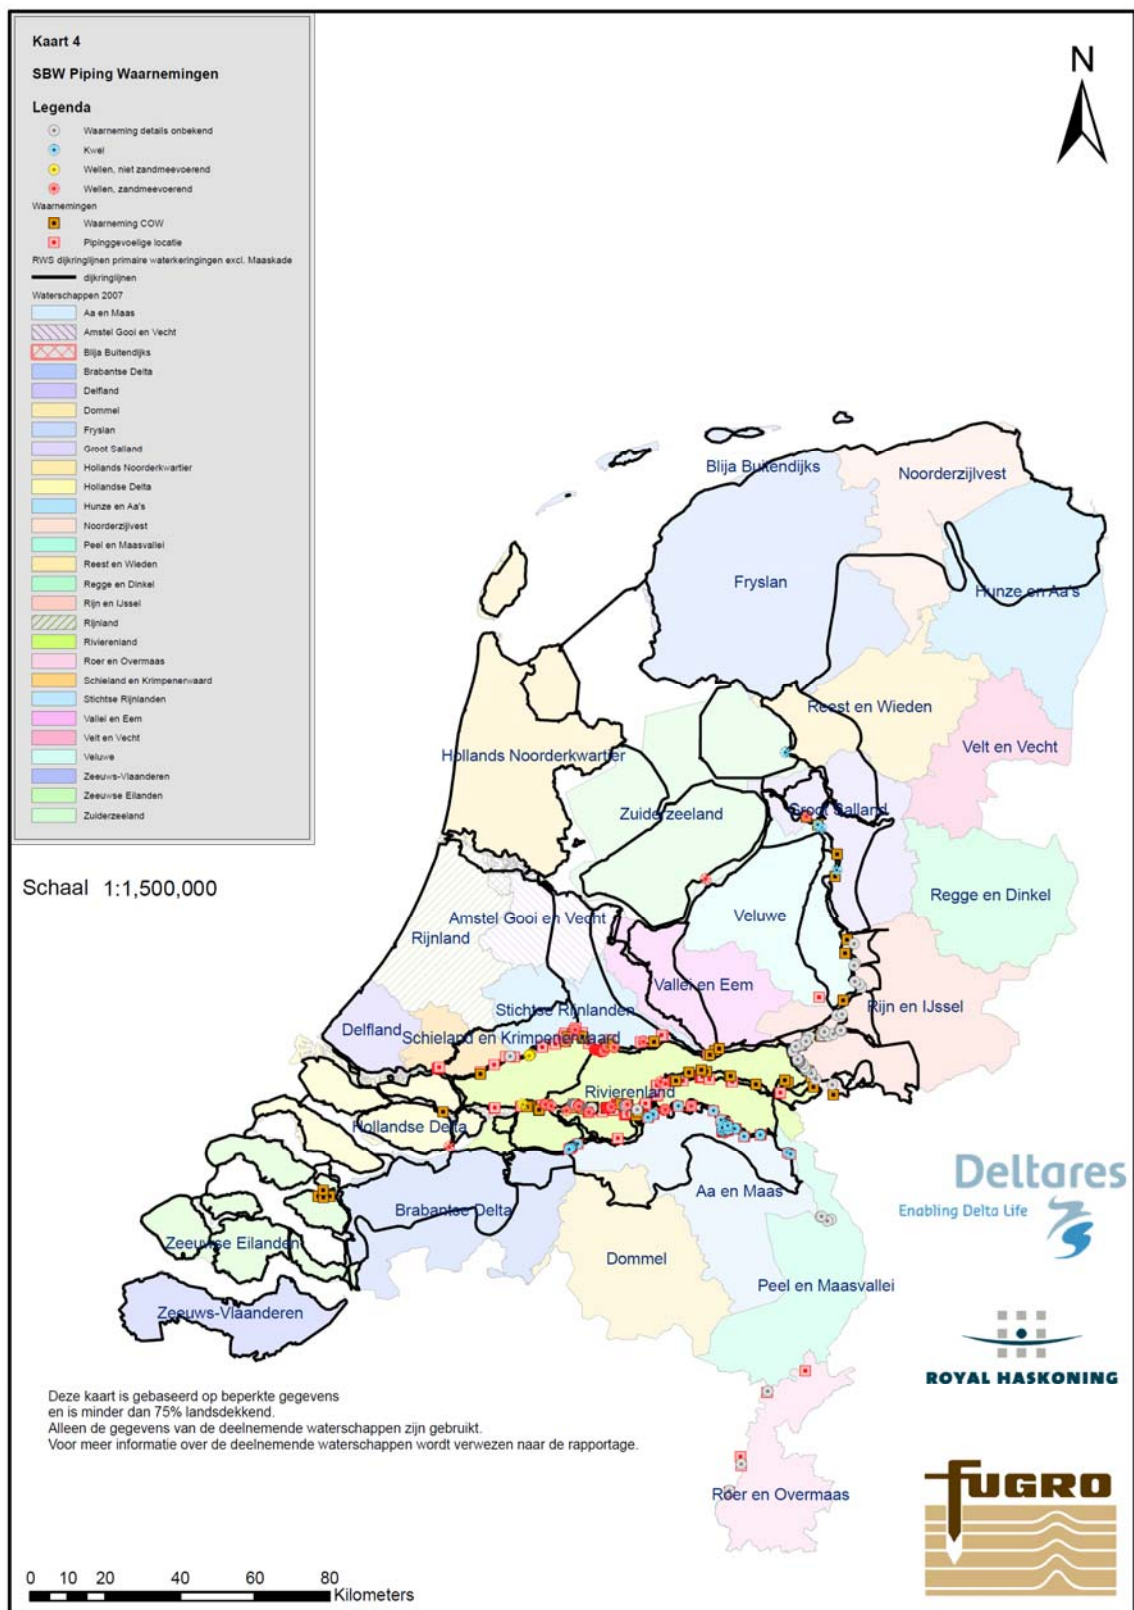 Kaart 4
SBW Piping Waarnemingen
Legenda
Waarneming details onbekend
Kwel
Wellen, niet zandmeevoerend
Wellen, zandmeevoerend
Waarnemingen
Waarneming COW
Pipinggevoelige locatie
RWS dijkringlijnen primaire waterkeringingen excl. Maaskade
dijkringlijnen
Waterschappen 2007
Aa en Maas
Amstel Gooi en Vecht
Blija Buitendijks
Brabantse Delta
Delfland
Dommel
Fryslan
Groot Salland
Hollands Noorderkwartier
Hollandse Delta
Hunze en Aa's
Noorderzijlvest
Peel en Maasvallei
Reest en Wieden
Regge en Dinkel
Rijn en IJssel
Rijnland
Rivierenland
Roer en Overmaas
Schieland en Krimpenerwaard
Stichtse Rijnlanden
Vallei en Eem
Velt en Vecht
Veluwe
Zeeuws-Vlaanderen
Zeeuwse Eilanden
Zuiderzeeland
Schaal 1:1,500,000
N
Blija Buitendijks
Noorderzijlvest
Fryslan
Hunze en Aa's
Reest en Wieden
Velt en Vecht
Hollands Noorderkwartier
Zuiderzeeland
Groot Salland
Regge en Dinkel
Amstel Gooi en Vecht
Veluwe
Rijnland
Vallei en Eem
Stichtse Rijnlanden
Rijn en IJssel
Delfland
Schieland en Krimpenerwaard
Rivierenland
Hollandse Delta
Aa en Maas
Brabantse Delta
Zeeuwse Eilanden
Dommel
Peel en Maasvallei
Zeeuws-Vlaanderen
Roer en Overmaas
Deltares
Enabling Delta Life
ROYAL HASKONING
FUGRO
Deze kaart is gebaseerd op beperkte gegevens
en is minder dan 75% landsdekkend.
Alleen de gegevens van de deelnemende waterschappen zijn gebruikt.
Voor meer informatie over de deelnemende waterschappen wordt verwezen naar de rapportage.
0 10 20 40 60 80
Kilometers